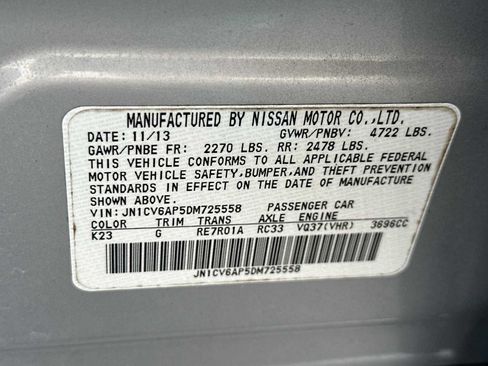 MANUFACTURED BY NISSAN MOTOR CO.,LTD.
DATE: 11/13 GVWR/PNBV: 4722 LBS.
GAWR/PNBE FR: 2270 LBS. RR: 2478 LBS.
THIS VEHICLE CONFORMS TO ALL APPLICABLE FEDERAL
MOTOR VEHICLE SAFETY,BUMPER,AND THEFT PREVENTION
STANDARDS IN EFFECT ON THE DATE OF MANUFACTURE
SHOWN ABOVE.
VIN: JN1CV6AP5DM725558 PASSENGER CAR
COLOR TRIM TRANS AXLE ENGINE
K23 G RE7R01A RC33 VQ37(VHR) 3696CC
JN1CV6AP5DM725558